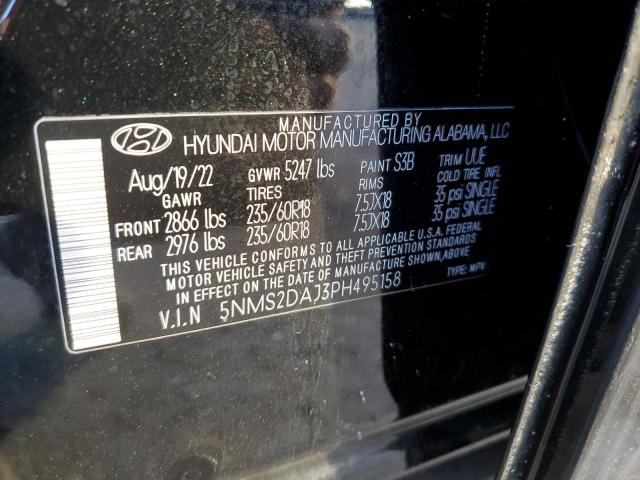 MANUFACTURED BY
HYUNDAI MOTOR MANUFACTURING ALABAMA, LLC
Aug/19/22 GVWR 5247 lbs PAINT S3B TRIM UUE
GAWR TIRES RIMS COLD TIRE INFL
FRONT 2866 lbs 235/60R18 7.5JX18 35 psi SINGLE
REAR 2976 lbs 235/60R18 7.5JX18 35 psi SINGLE
THIS VEHICLE CONFORMS TO ALL APPLICABLE U.S.A. FEDERAL
MOTOR VEHICLE SAFETY AND THEFT PREVENTION STANDARDS
IN EFFECT ON THE DATE OF MANUFACTURE SHOWN, ABOVE
V.I.N 5NMS2DAJ3PH495158 TYPE: MPV